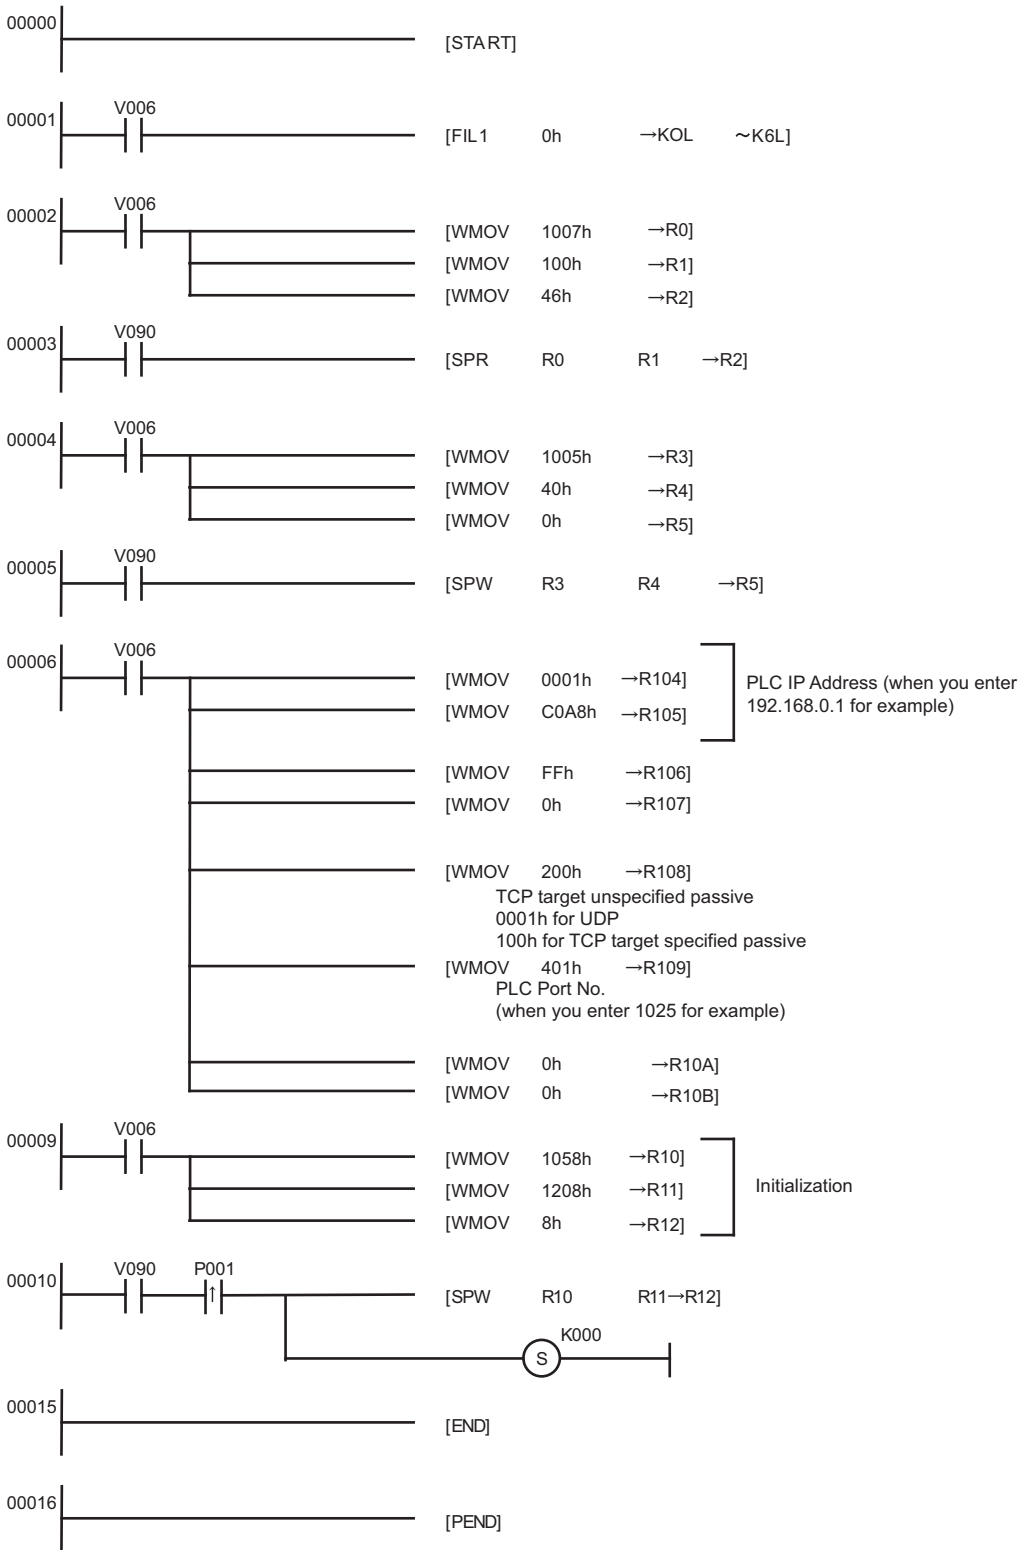 00000
[START]
V006
00001
[FIL1 0h →KOL ～K6L]
V006
00002
[WMOV 1007h →R0]
[WMOV 100h →R1]
[WMOV 46h →R2]
V090
00003
[SPR R0 R1 →R2]
V006
00004
[WMOV 1005h →R3]
[WMOV 40h →R4]
[WMOV 0h →R5]
V090
00005
[SPW R3 R4 →R5]
V006
00006
[WMOV 0001h →R104]
[WMOV C0A8h →R105]
PLC IP Address (when you enter
192.168.0.1 for example)
[WMOV FFh →R106]
[WMOV 0h →R107]
[WMOV 200h →R108]
TCP target unspecified passive
0001h for UDP
100h for TCP target specified passive
[WMOV 401h →R109]
PLC Port No.
(when you enter 1025 for example)
[WMOV 0h →R10A]
[WMOV 0h →R10B]
V006
00009
[WMOV 1058h →R10]
[WMOV 1208h →R11]
[WMOV 8h →R12]
Initialization
V090 P001
00010
↑
[SPW R10 R11→R12]
K000
S
00015
[END]
00016
[PEND]